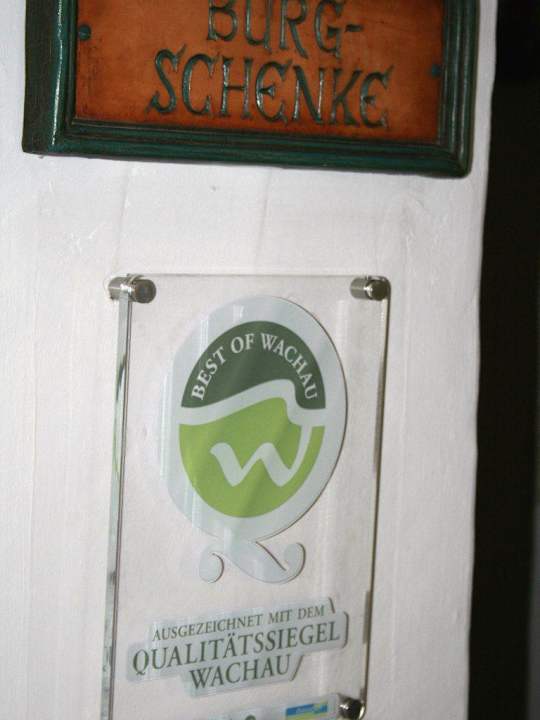 BURG-
SCHENKE
BEST OF WACHAU
W
AUSGEZEICHNET MIT DEM
QUALITÄTSSIEGEL
WACHAU